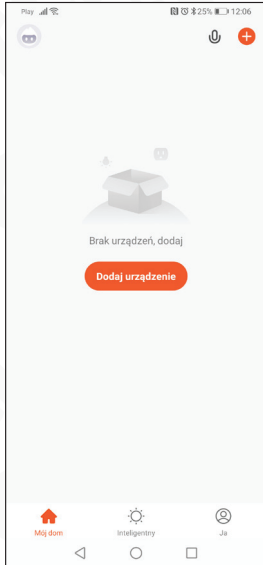 Play 25% 12:06
Brak urządzeń, dodaj
Dodaj urządzenie
Mój dom Inteligentny Ja